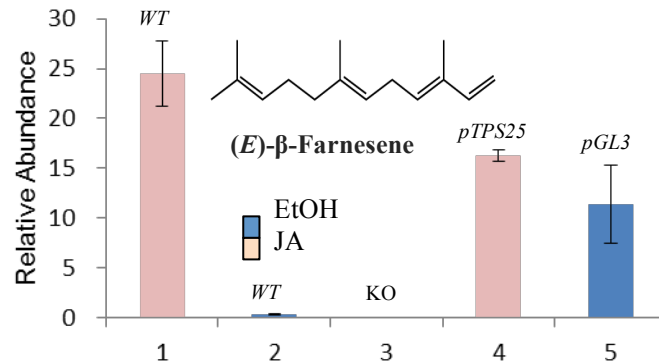 30
25
20
15
10
5
0
Relative Abundance
WT
(E)-β-Farnesene
EtOH
JA
WT
KO
pTPS25
pGL3
1 2 3 4 5